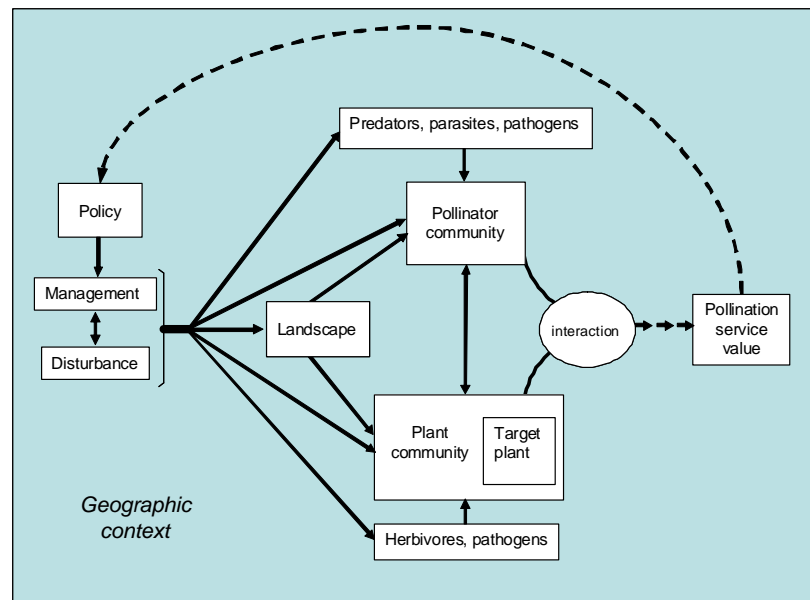 Predators, parasites, pathogens
Policy
Pollinator
community
Management
Landscape
interaction
Pollination
service
value
Disturbance
Plant
community
Target
plant
Geographic
context
Herbivores, pathogens